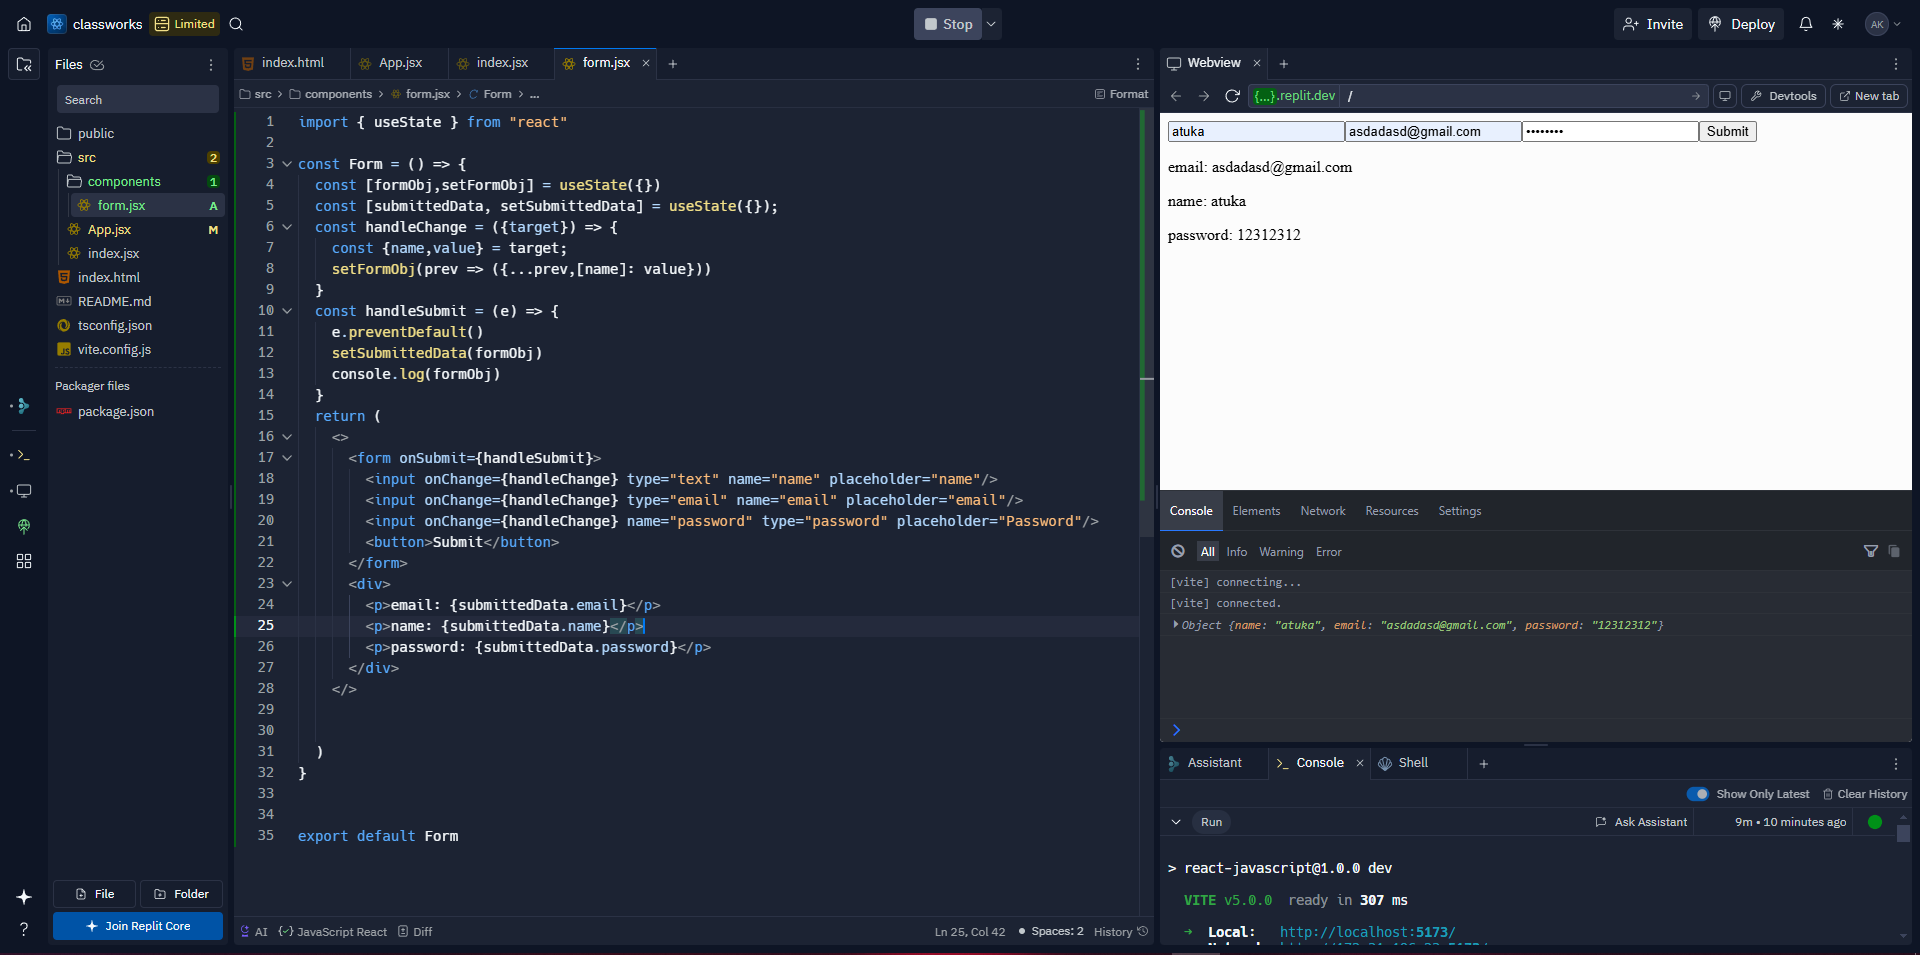 classworks Limited Stop Invite Deploy AK
Files
Search
public
src 2
components 1
form.jsx A
App.jsx M
index.jsx
index.html
README.md
tsconfig.json
vite.config.js
Packager files
package.json
File Folder
Join Replit Core
index.html App.jsx index.jsx form.jsx
src > components > form.jsx > Form > ... Format
1 import { useState } from "react"
2
3 const Form = () => {
4 const [formObj,setFormObj] = useState({})
5 const [submittedData, setSubmittedData] = useState({});
6 const handleChange = ({target}) => {
7 const {name,value} = target;
8 setFormObj(prev => ({...prev,[name]: value}))
9 }
10 const handleSubmit = (e) => {
11 e.preventDefault()
12 setSubmittedData(formObj)
13 console.log(formObj)
14 }
15 return (
16 <>
17 <form onSubmit={handleSubmit}>
18 <input onChange={handleChange} type="text" name="name" placeholder="name"/>
19 <input onChange={handleChange} type="email" name="email" placeholder="email"/>
20 <input onChange={handleChange} name="password" type="password" placeholder="Password"/>
21 <button>Submit</button>
22 </form>
23 <div>
24 <p>email: {submittedData.email}</p>
25 <p>name: {submittedData.name}</p>
26 <p>password: {submittedData.password}</p>
27 </div>
28 </>
29
30
31 )
32 }
33
34
35 export default Form
AI JavaScript React Diff Ln 25, Col 42 Spaces: 2 History
Webview
{...}.replit.dev / Devtools New tab
atuka asdadasd@gmail.com •••••••• Submit
email: asdadasd@gmail.com
name: atuka
password: 12312312
Console Elements Network Resources Settings
All Info Warning Error
[vite] connecting...
[vite] connected.
Object {name: "atuka", email: "asdadasd@gmail.com", password: "12312312"}
Assistant Console Shell
Show Only Latest Clear History
Run Ask Assistant 9m • 10 minutes ago
> react-javascript@1.0.0 dev
VITE v5.0.0 ready in 307 ms
➜ Local: http://localhost:5173/